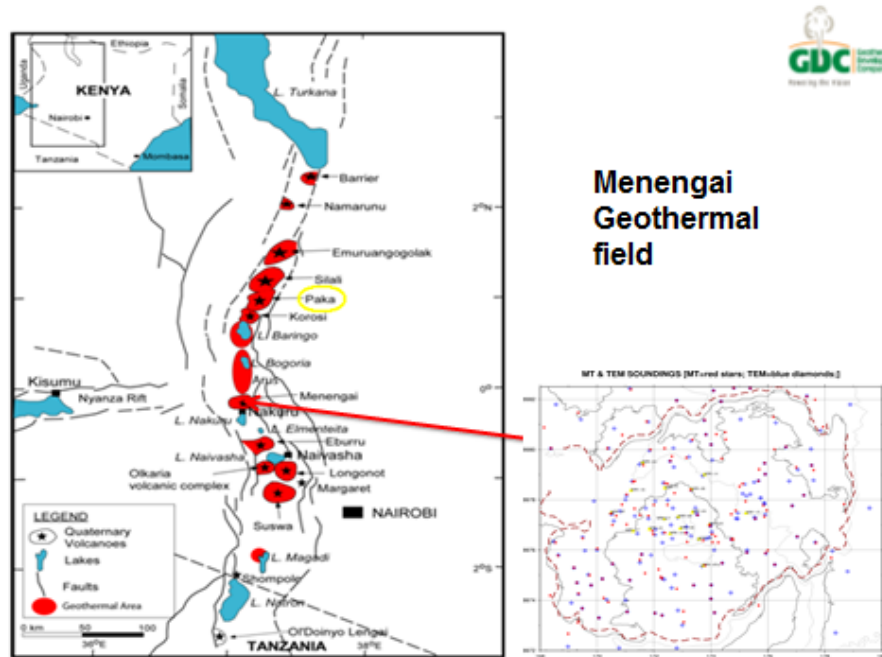 Ethiopia
Uganda
KENYA
Somalia
Nairobi
Tanzania
Mombasa
L. Turkana
Barrier
2°N
Namarunu
Emuruangogolak
Silali
Paka
Korosi
L. Baringo
L. Bogoria
Arus
0°
Kisumu
Nyanza Rift
Menengai
Nakuru
L. Nakuru
L. Elmenteita
Eburru
L. Naivasha
Naivasha
Olkaria
volcanic complex
Longonot
Margaret
Suswa
NAIROBI
LEGEND
Quaternary
Volcanoes
Lakes
Faults
Geothermal Area
0 km 50 100
L. Magadi
Shompole
2°S
L. Natron
Ol'Doinyo Lengai
TANZANIA
36°E
38°E
GDC
Menengai
Geothermal
field
MT & TEM SOUNDINGS [MT=red stars; TEM=blue diamonds;]